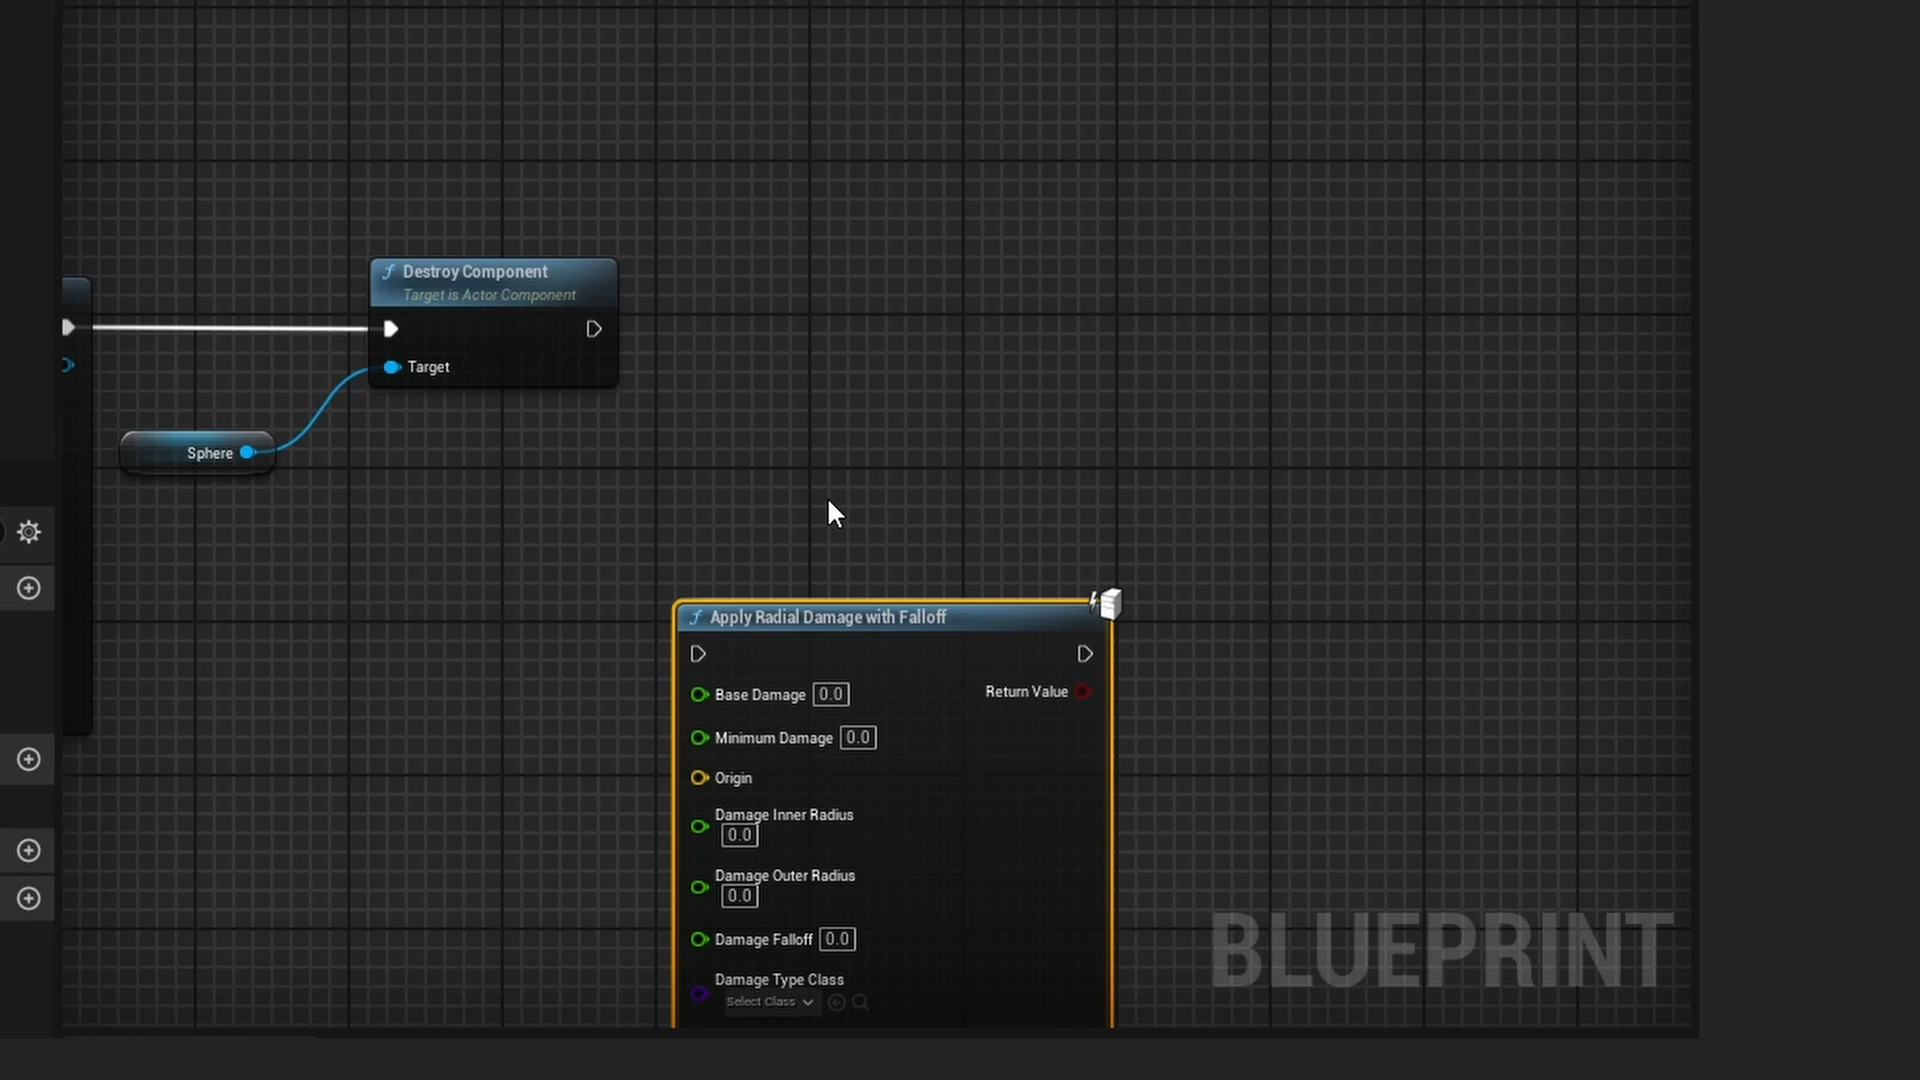 Destroy Component
Target is Actor Component
Target
Sphere
Apply Radial Damage with Falloff
Base Damage 0.0
Return Value
Minimum Damage 0.0
Origin
Damage Inner Radius
0.0
Damage Outer Radius
0.0
Damage Falloff 0.0
Damage Type Class
Select Class
BLUEPRINT